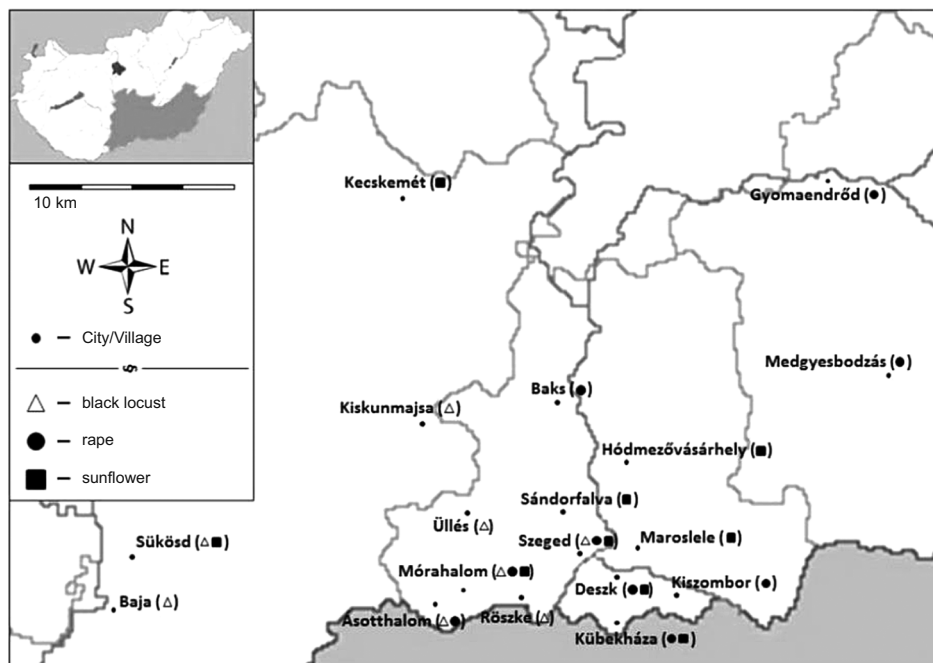 10 km
N
W E
S
– City/Village
– black locust
– rape
– sunflower
Kecskemét (■)
Gyomaendrőd (●)
Medgyesbodzás (●)
Baks (●)
Kiskunmajsa (△)
Hódmezővásárhely (■)
Sándorfalva (■)
Üllés (△)
Szeged (△●■)
Maroslele (■)
Sükösd (△■)
Mórahalom (△●■)
Deszk (●■)
Kiszombor (●)
Baja (△)
Ásotthalom (△●)
Röszke (△)
Kübekháza (●■)